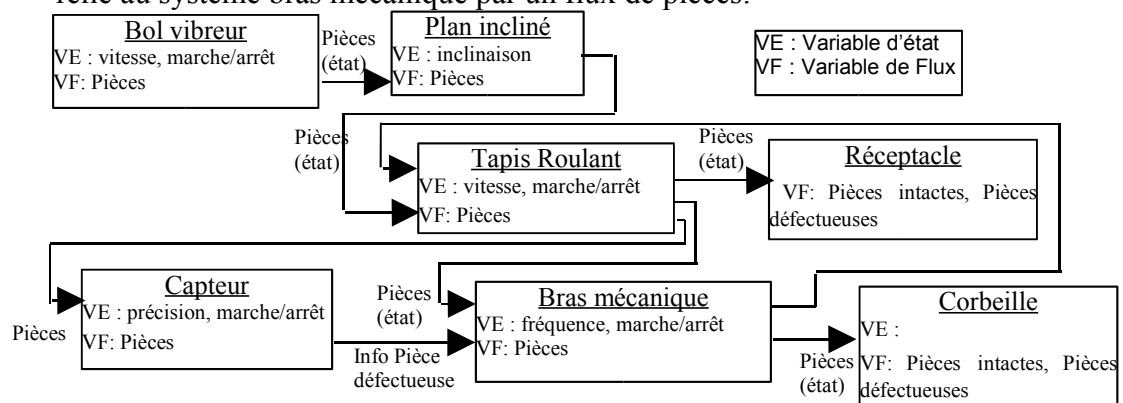 relié au système bras mécanique par un flux de pièces.
Bol vibreur
VE : vitesse, marche/arrêt
VF: Pièces
Pièces
(état)
Plan incliné
VE : inclinaison
VF: Pièces
VE : Variable d'état
VF : Variable de Flux
Pièces
(état)
Tapis Roulant
VE : vitesse, marche/arrêt
VF: Pièces
Pièces
(état)
Réceptacle
VF: Pièces intactes, Pièces
défectueuses
Pièces
Capteur
VE : précision, marche/arrêt
VF: Pièces
Pièces
(état)
Info Pièce
défectueuse
Bras mécanique
VE : fréquence, marche/arrêt
VF: Pièces
Pièces
(état)
Corbeille
VE :
VF: Pièces intactes, Pièces
défectueuses